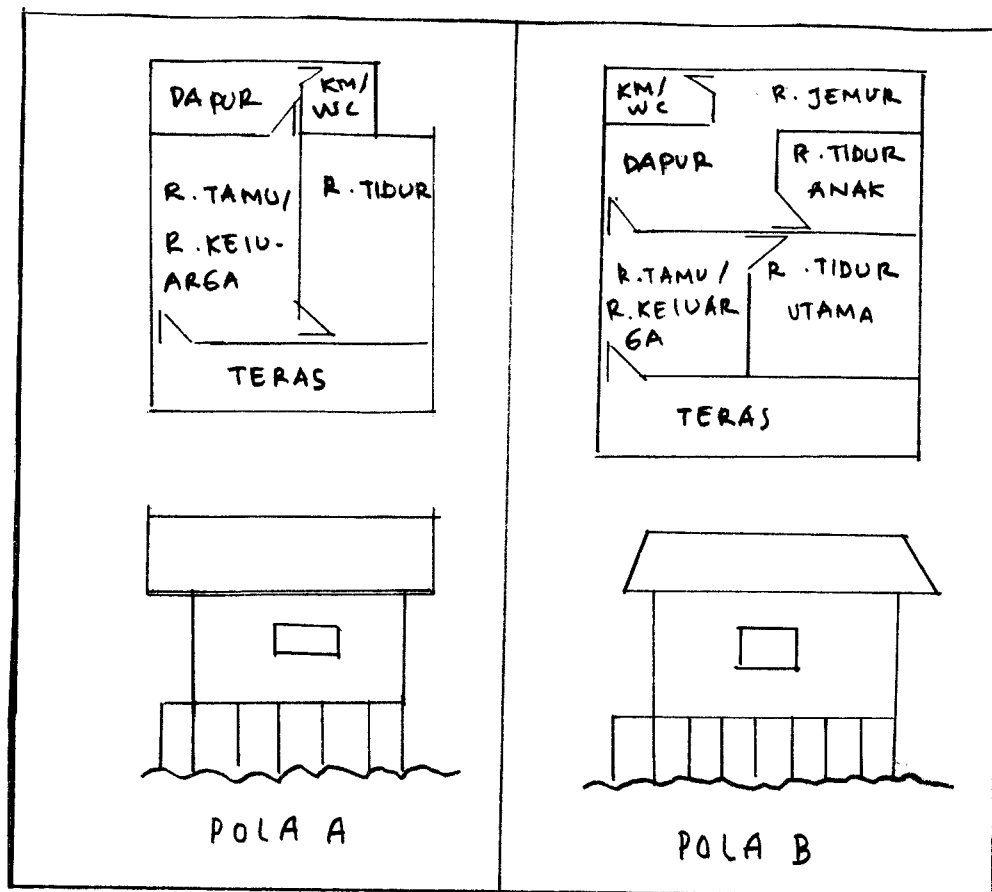 DAPUR
KM/
WC
R.TAMU/
R.KELU-
ARGA
R.TIDUR
TERAS
POLA A
KM/
WC
R.JEMUR
DAPUR
R.TIDUR
ANAK
R.TAMU/
R.KELUAR
GA
R.TIDUR
UTAMA
TERAS
POLA B